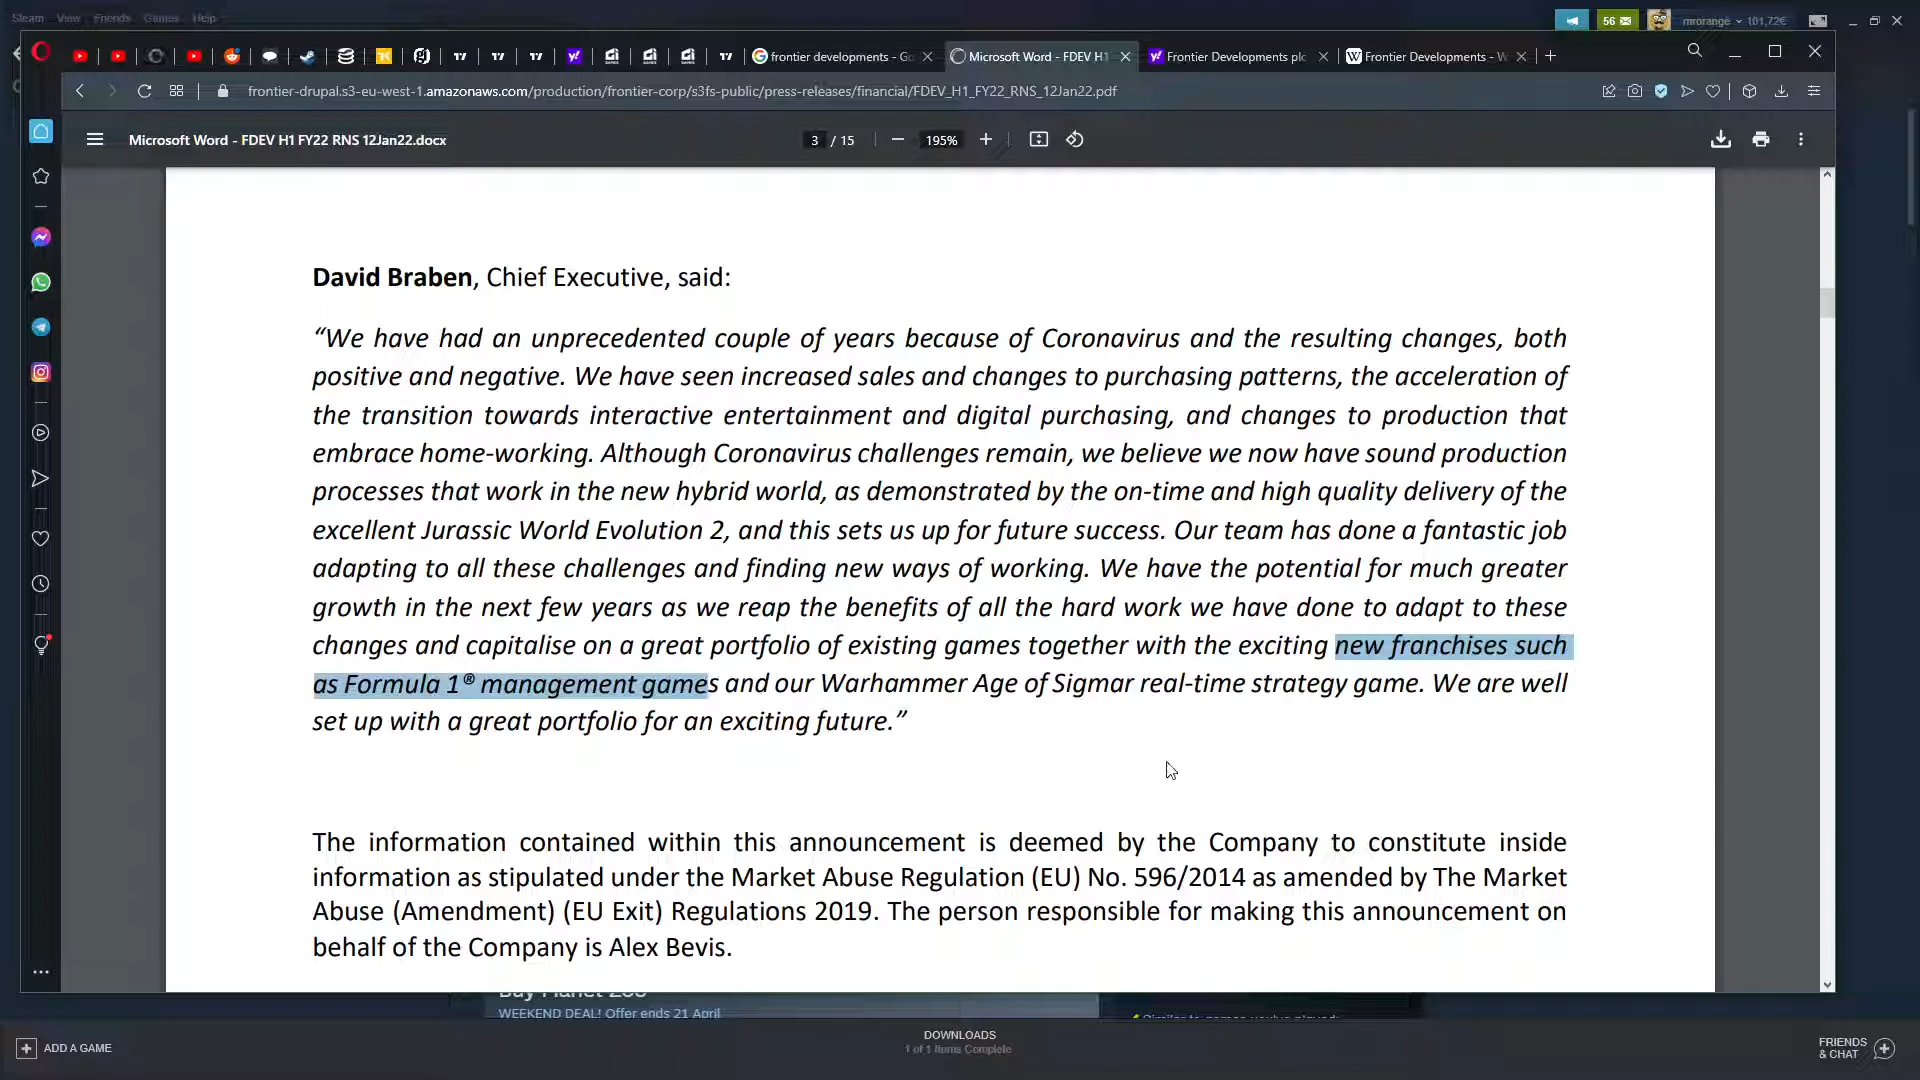 Steam View Friends Games Help
56 mrorange 101,72€
frontier developments - Go
Microsoft Word - FDEV H1
Frontier Developments plc
Frontier Developments - W
frontier-drupal.s3-eu-west-1.amazonaws.com/production/frontier-corp/s3fs-public/press-releases/financial/FDEV_H1_FY22_RNS_12Jan22.pdf
Microsoft Word - FDEV H1 FY22 RNS 12Jan22.docx
3 / 15
195%
David Braben, Chief Executive, said:
“We have had an unprecedented couple of years because of Coronavirus and the resulting changes, both
positive and negative. We have seen increased sales and changes to purchasing patterns, the acceleration of
the transition towards interactive entertainment and digital purchasing, and changes to production that
embrace home-working. Although Coronavirus challenges remain, we believe we now have sound production
processes that work in the new hybrid world, as demonstrated by the on-time and high quality delivery of the
excellent Jurassic World Evolution 2, and this sets us up for future success. Our team has done a fantastic job
adapting to all these challenges and finding new ways of working. We have the potential for much greater
growth in the next few years as we reap the benefits of all the hard work we have done to adapt to these
changes and capitalise on a great portfolio of existing games together with the exciting new franchises such
as Formula 1® management games and our Warhammer Age of Sigmar real-time strategy game. We are well
set up with a great portfolio for an exciting future.”
The information contained within this announcement is deemed by the Company to constitute inside
information as stipulated under the Market Abuse Regulation (EU) No. 596/2014 as amended by The Market
Abuse (Amendment) (EU Exit) Regulations 2019. The person responsible for making this announcement on
behalf of the Company is Alex Bevis.
Buy Planet Zoo
WEEKEND DEAL! Offer ends 21 April
ADD A GAME
DOWNLOADS
1 of 1 Items Complete
FRIENDS
& CHAT